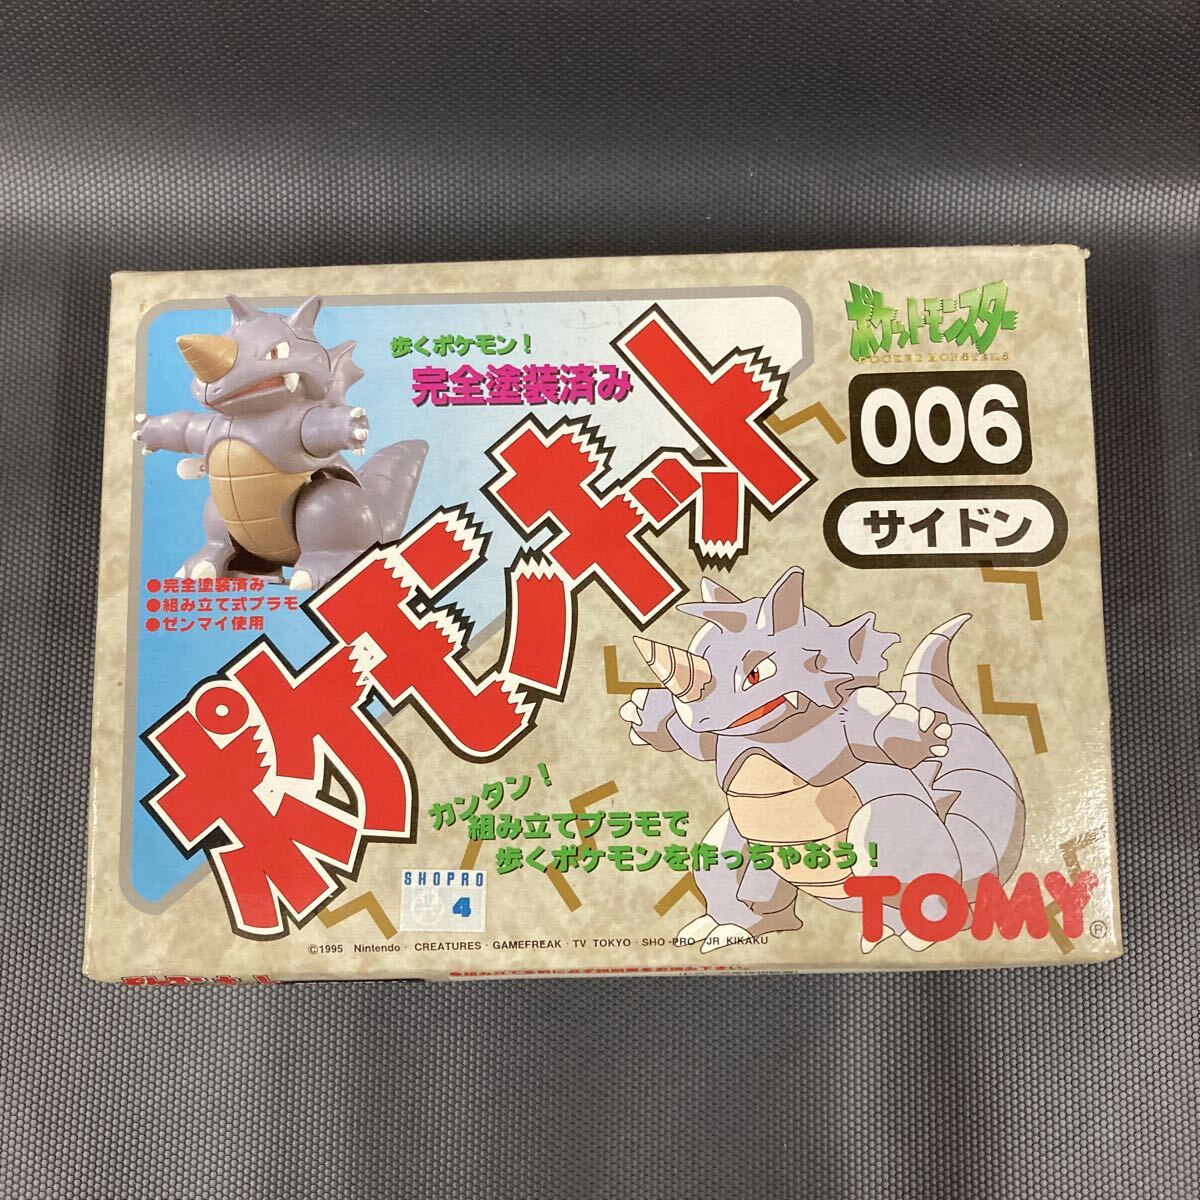 ポケットモンスター
POCKET MONSTERS
006
サイドン
歩くポケモン！
完全塗装済み
ポケモンキット
●完全塗装済み
●組み立て式プラモ
●ゼンマイ使用
カンタン！
組み立てプラモで
歩くポケモンを作っちゃおう！
SHOPRO
4
TOMY®
©1995 Nintendo・CREATURES・GAMEFREAK・TV TOKYO・SHO-PRO・JR KIKAKU